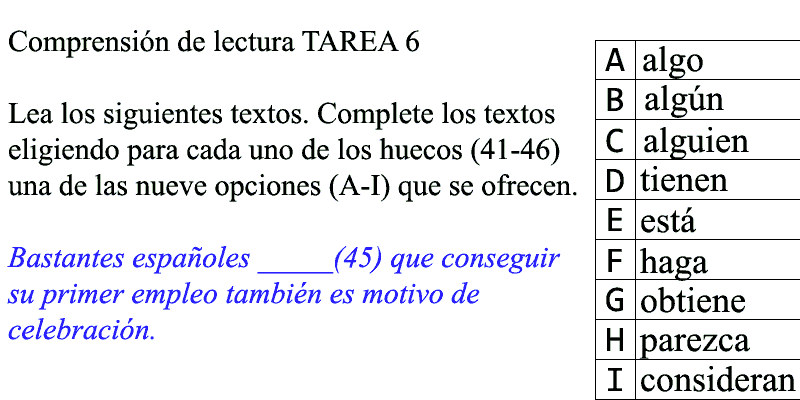 Comprensión de lectura TAREA 6
Lea los siguientes textos. Complete los textos
eligiendo para cada uno de los huecos (41-46)
una de las nueve opciones (A-I) que se ofrecen.
Bastantes españoles _____(45) que conseguir
su primer empleo también es motivo de
celebración.
A algo
B algún
C alguien
D tienen
E está
F haga
G obtiene
H parezca
I consideran